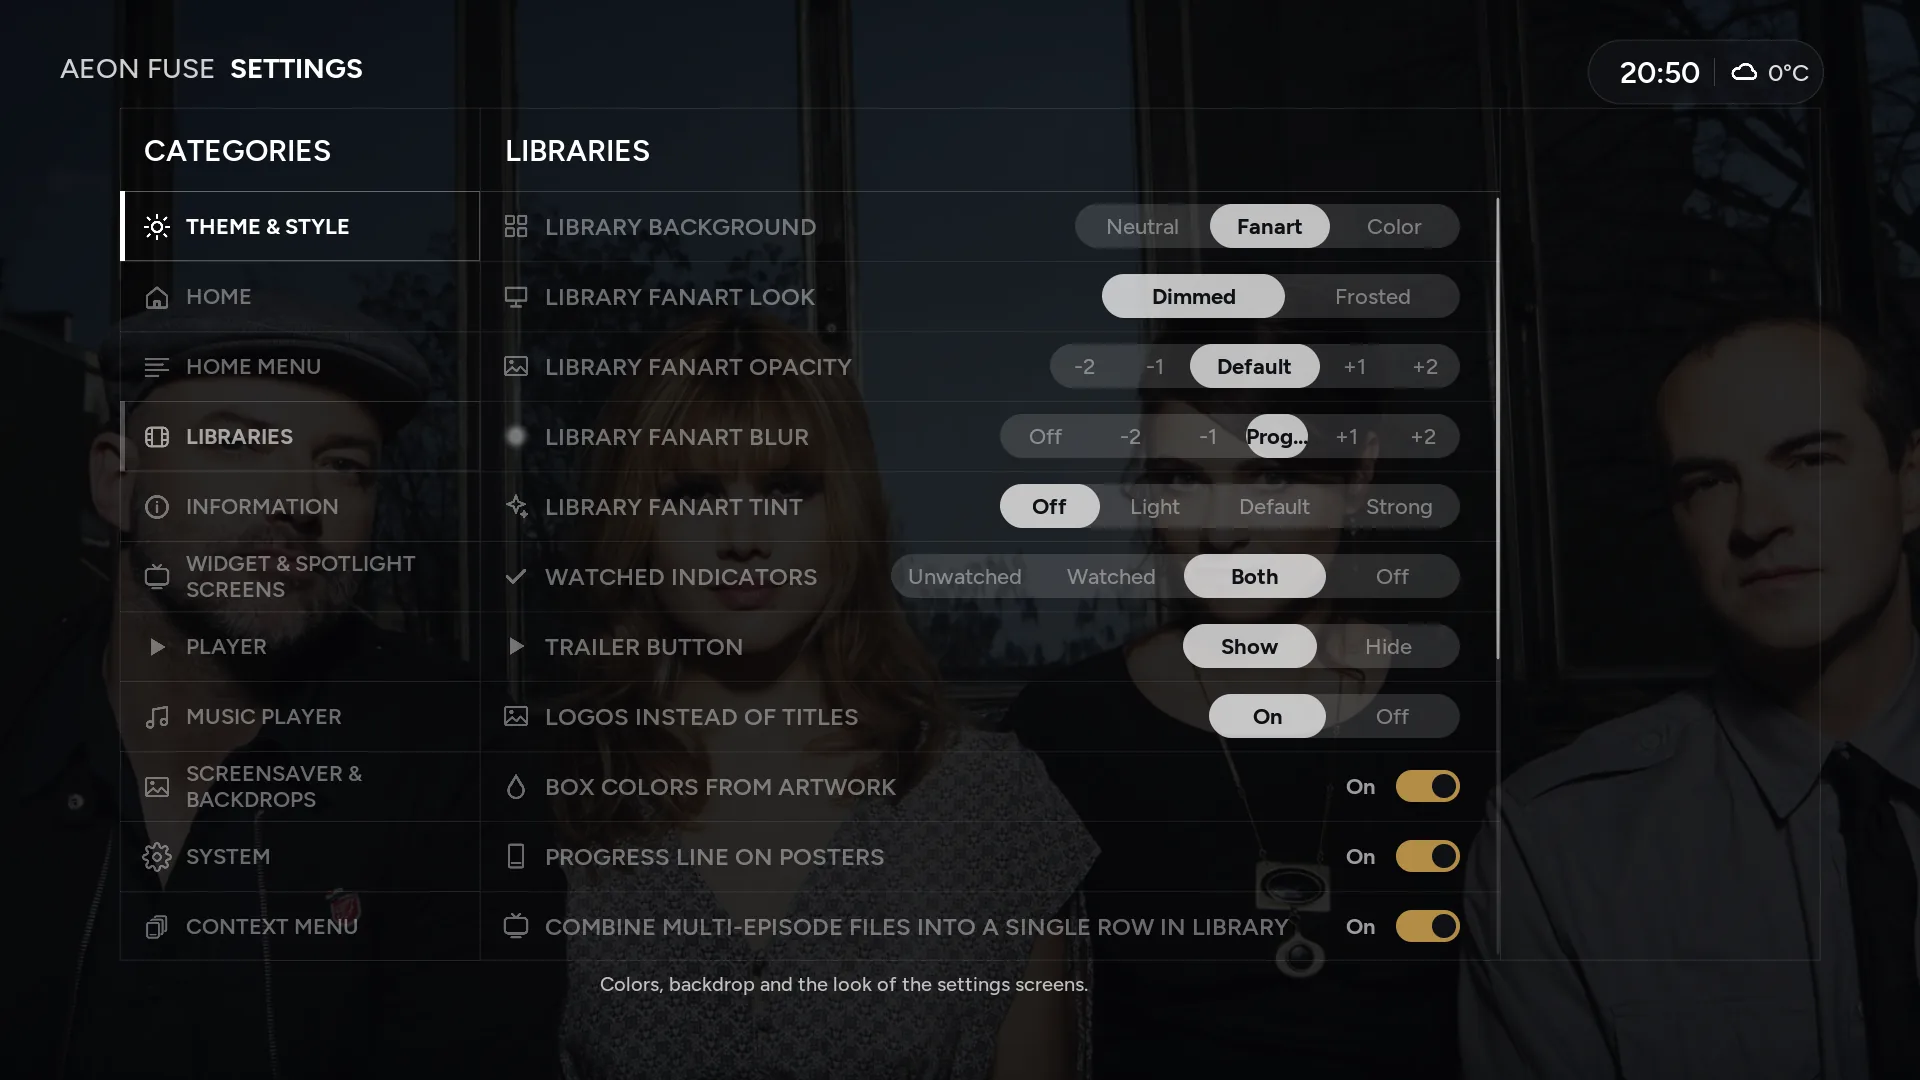 AEON FUSE SETTINGS
20:50 0°C
CATEGORIES
THEME & STYLE
HOME
HOME MENU
LIBRARIES
INFORMATION
WIDGET & SPOTLIGHT
SCREENS
PLAYER
MUSIC PLAYER
SCREENSAVER &
BACKDROPS
SYSTEM
CONTEXT MENU
LIBRARIES
LIBRARY BACKGROUND Neutral Fanart Color
LIBRARY FANART LOOK Dimmed Frosted
LIBRARY FANART OPACITY -2 -1 Default +1 +2
LIBRARY FANART BLUR Off -2 -1 Prog... +1 +2
LIBRARY FANART TINT Off Light Default Strong
WATCHED INDICATORS Unwatched Watched Both Off
TRAILER BUTTON Show Hide
LOGOS INSTEAD OF TITLES On Off
BOX COLORS FROM ARTWORK On
PROGRESS LINE ON POSTERS On
COMBINE MULTI-EPISODE FILES INTO A SINGLE ROW IN LIBRARY On
Colors, backdrop and the look of the settings screens.